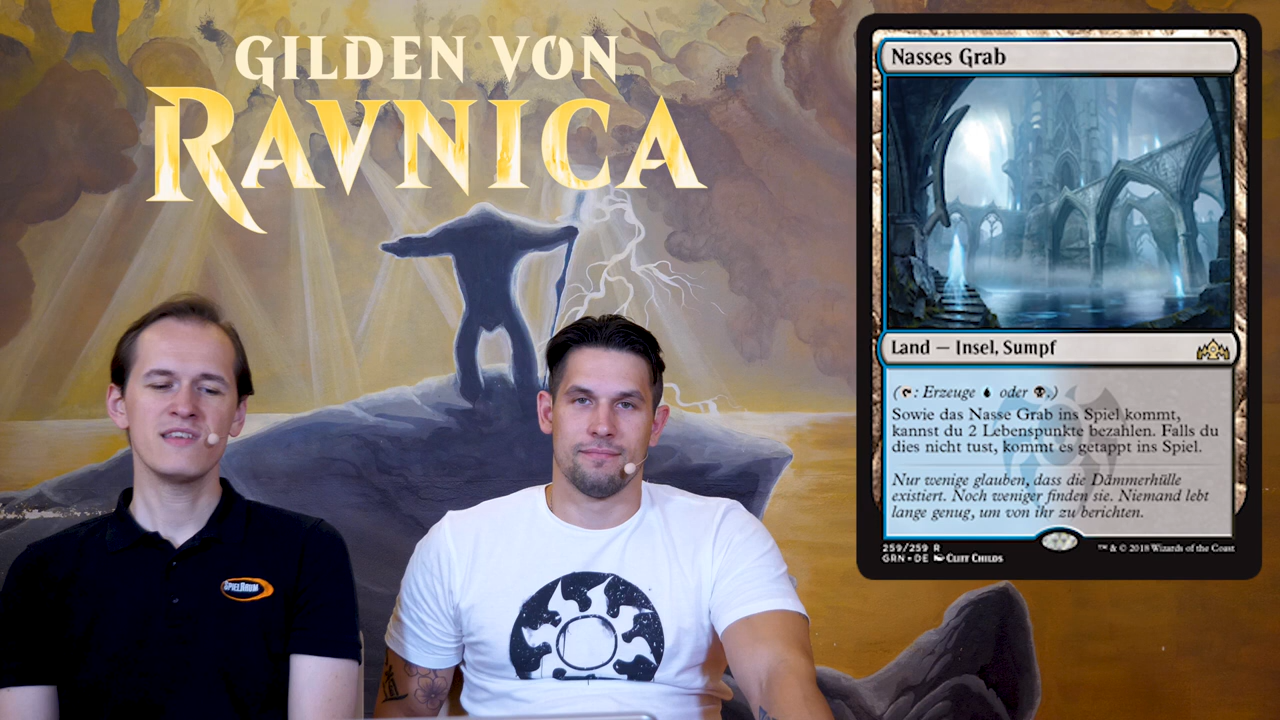 GILDEN VON
RAVNICA
Nasses Grab
Land — Insel, Sumpf
( : Erzeuge oder .)
Sowie das Nasse Grab ins Spiel kommt,
kannst du 2 Lebenspunkte bezahlen. Falls du
dies nicht tust, kommt es getappt ins Spiel.
Nur wenige glauben, dass die Dämmerhülle
existiert. Noch weniger finden sie. Niemand lebt
lange genug, um von ihr zu berichten.
259/259 R
GRN • DE CLIFF CHILDS
™ & © 2018 Wizards of the Coast
SPIELRAUM